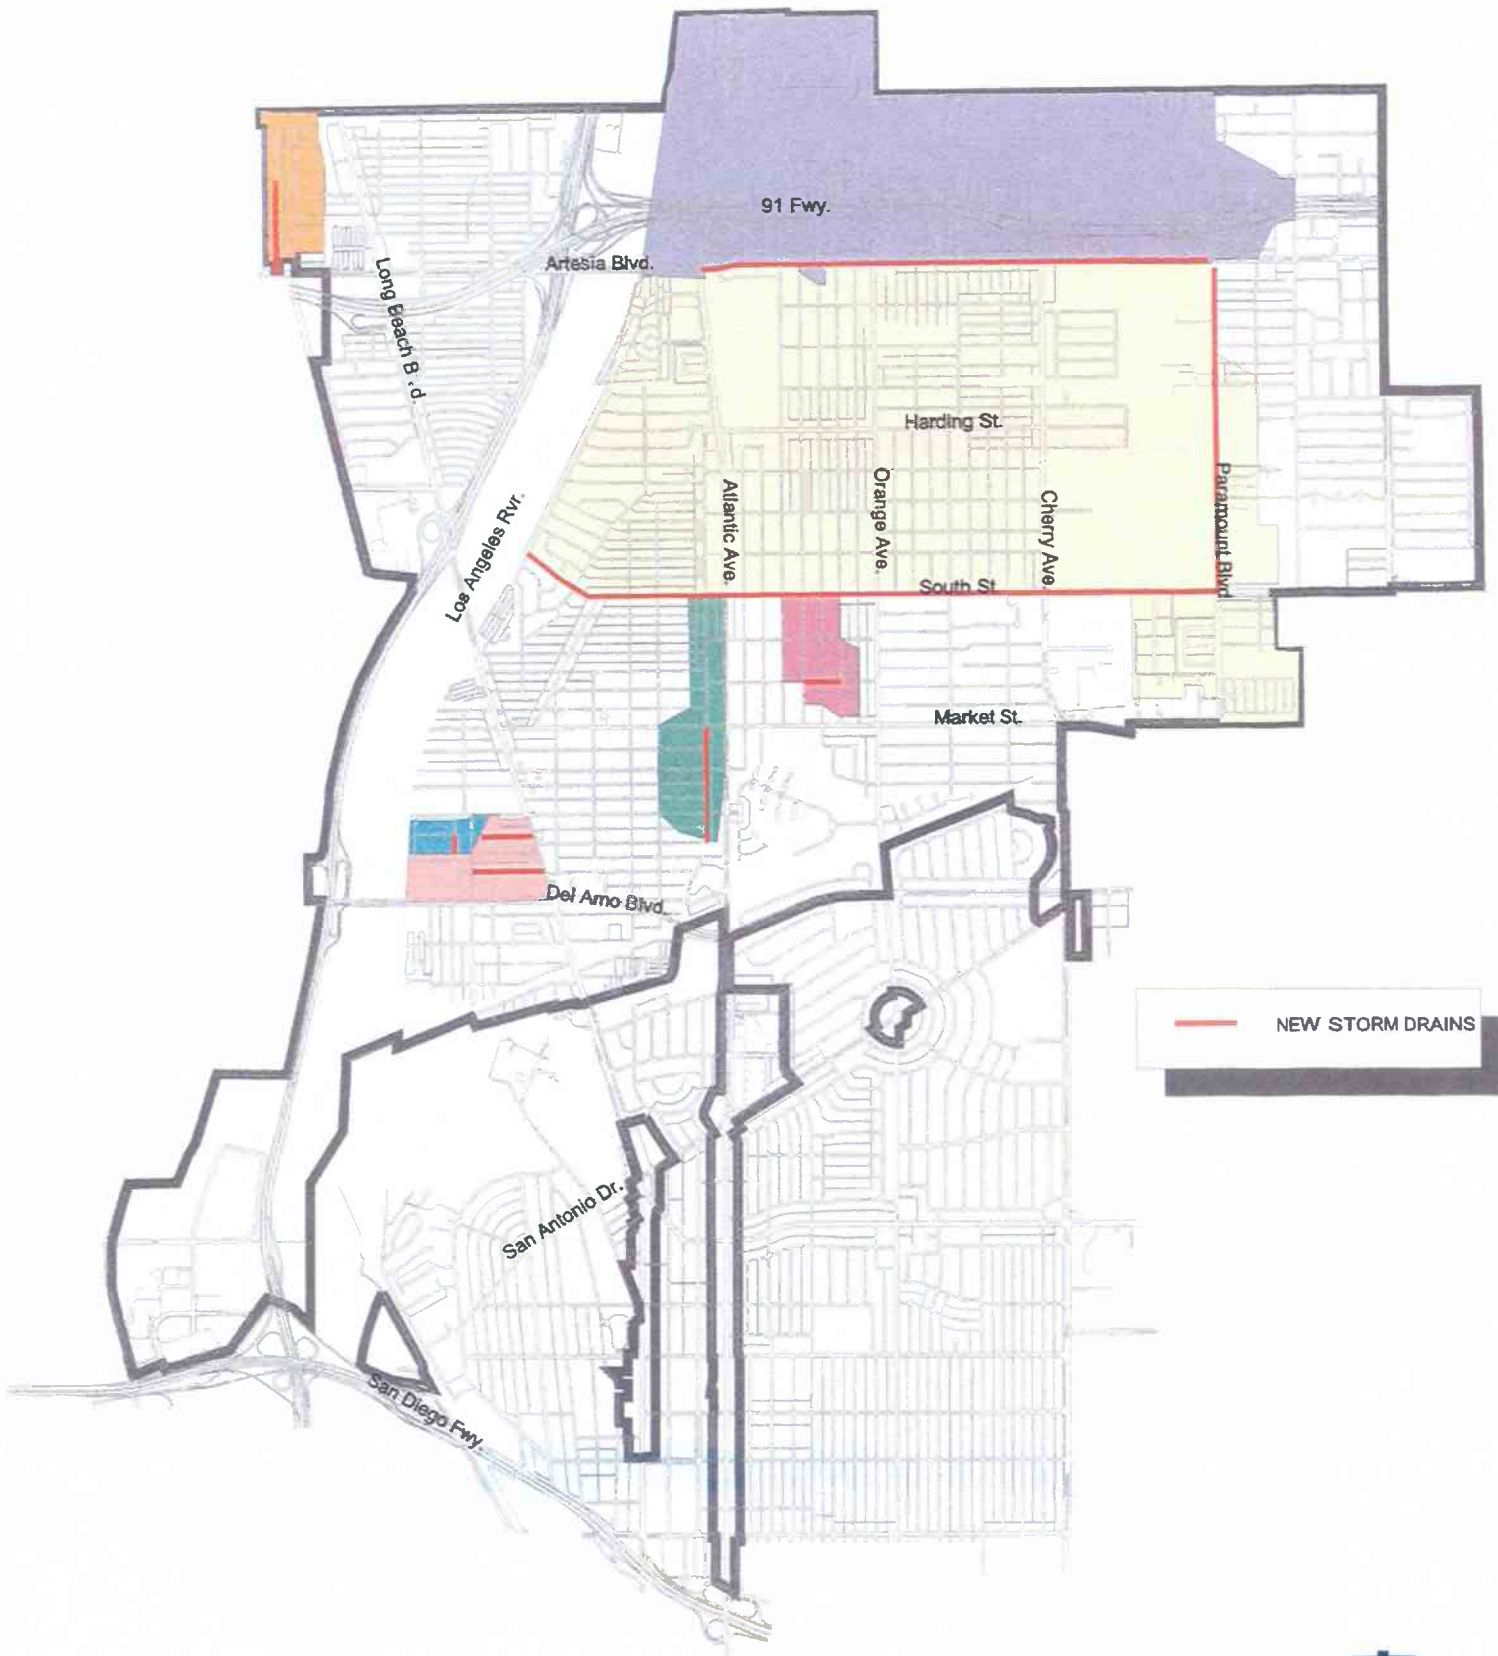 91 Fwy.
Artesia Blvd.
Long Beach B
Harding St.
Los Angeles Rvr.
Atlantic Ave.
Orange Ave.
Cherry Ave.
Paramount Blvd
South St.
Market St.
Del Amo Blvd.
NEW STORM DRAINS
San Antonio Dr.
San Diego Fwy.